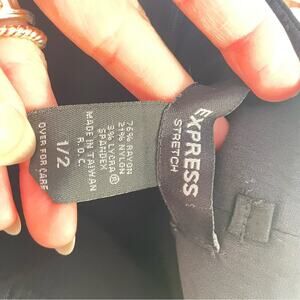 EXPRESS
STRETCH
76% RAYON
21% NYLON
3% LYCRA®
SPANDEX
MADE IN TAIWAN
R.O.C.
1/2
OVER FOR CARE